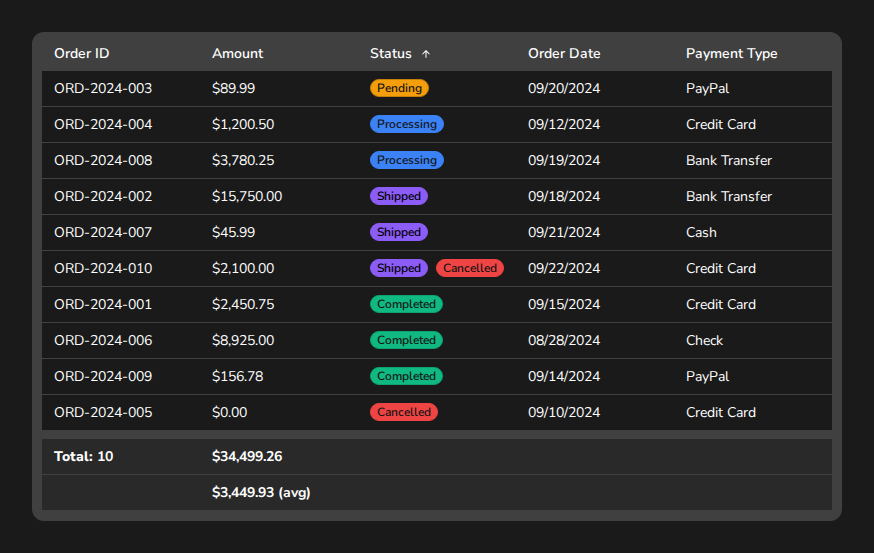 Order ID Amount Status ↑ Order Date Payment Type
ORD-2024-003 $89.99 Pending 09/20/2024 PayPal
ORD-2024-004 $1,200.50 Processing 09/12/2024 Credit Card
ORD-2024-008 $3,780.25 Processing 09/19/2024 Bank Transfer
ORD-2024-002 $15,750.00 Shipped 09/18/2024 Bank Transfer
ORD-2024-007 $45.99 Shipped 09/21/2024 Cash
ORD-2024-010 $2,100.00 Shipped Cancelled 09/22/2024 Credit Card
ORD-2024-001 $2,450.75 Completed 09/15/2024 Credit Card
ORD-2024-006 $8,925.00 Completed 08/28/2024 Check
ORD-2024-009 $156.78 Completed 09/14/2024 PayPal
ORD-2024-005 $0.00 Cancelled 09/10/2024 Credit Card
Total: 10 $34,499.26
$3,449.93 (avg)